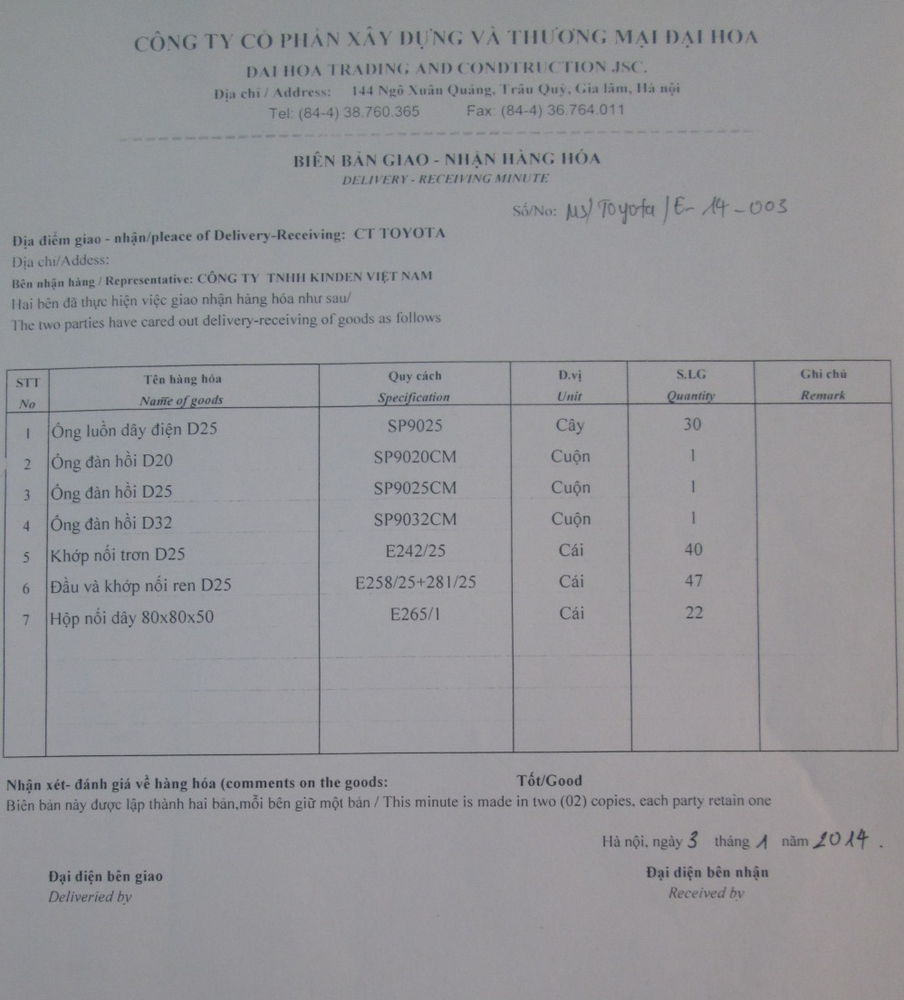 CÔNG TY CỔ PHẦN XÂY DỰNG VÀ THƯƠNG MẠI ĐẠI HOA
DAI HOA TRADING AND CONDTRUCTION JSC.
Địa chỉ / Address: 144 Ngô Xuân Quảng, Trâu Quỳ, Gia lâm, Hà nội
Tel: (84-4) 38.760.365 Fax: (84-4) 36.764.011
BIÊN BẢN GIAO - NHẬN HÀNG HÓA
DELIVERY - RECEIVING MINUTE
Số/No: MS/Toyota/E-14-003
Địa điểm giao - nhận/pleace of Delivery-Receiving: CT TOYOTA
Địa chỉ/Addess:
Bên nhận hàng / Representative: CÔNG TY TNHH KINDEN VIỆT NAM
Hai bên đã thực hiện việc giao nhận hàng hóa như sau/
The two parties have cared out delivery-receiving of goods as follows
STT Tên hàng hóa Quy cách Đ.vị S.LG Ghi chú
No Name of goods Specification Unit Quantity Remark
1 Ống luồn dây điện D25 SP9025 Cây 30
2 Ống đàn hồi D20 SP9020CM Cuộn 1
3 Ống đàn hồi D25 SP9025CM Cuộn 1
4 Ống đàn hồi D32 SP9032CM Cuộn 1
5 Khớp nối trơn D25 E242/25 Cái 40
6 Đầu và khớp nối ren D25 E258/25+281/25 Cái 47
7 Hộp nối dây 80x80x50 E265/1 Cái 22
Nhận xét- đánh giá về hàng hóa (comments on the goods: Tốt/Good
Biên bản này được lập thành hai bản,mỗi bên giữ một bản / This minute is made in two (02) copies, each party retain one
Hà nội, ngày 3 tháng 1 năm 2014.
Đại diện bên giao Đại diện bên nhận
Deliveried by Received by